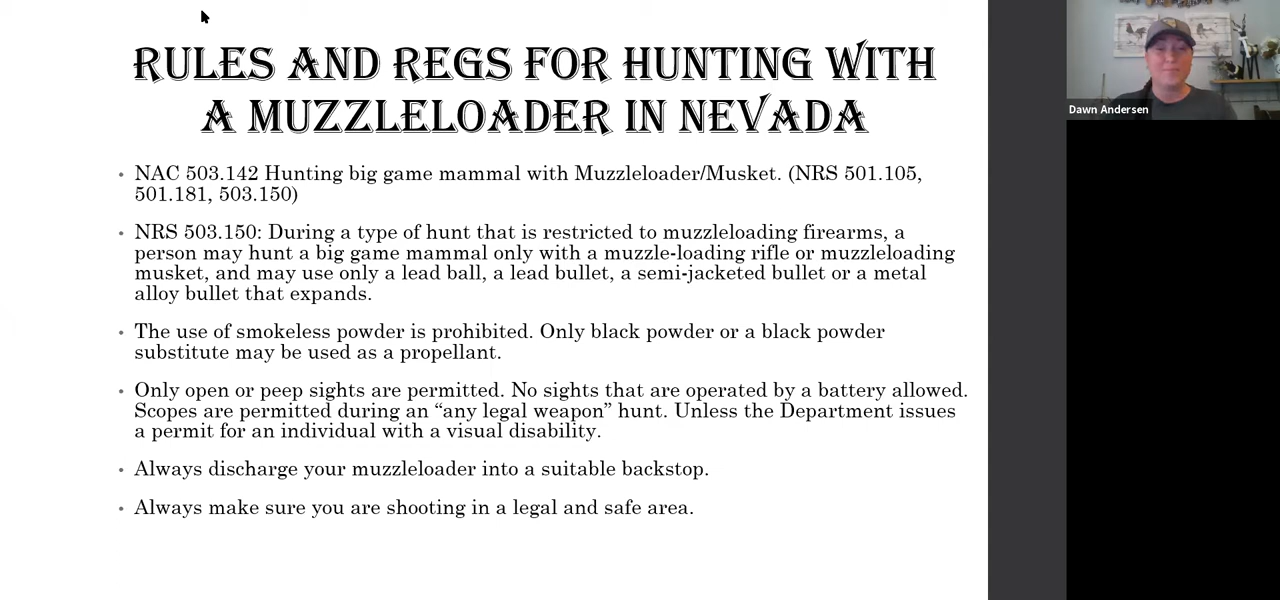 RULES AND REGS FOR HUNTING WITH
A MUZZLELOADER IN NEVADA
• NAC 503.142 Hunting big game mammal with Muzzleloader/Musket. (NRS 501.105,
501.181, 503.150)
• NRS 503.150: During a type of hunt that is restricted to muzzleloading firearms, a
person may hunt a big game mammal only with a muzzle-loading rifle or muzzleloading
musket, and may use only a lead ball, a lead bullet, a semi-jacketed bullet or a metal
alloy bullet that expands.
• The use of smokeless powder is prohibited. Only black powder or a black powder
substitute may be used as a propellant.
• Only open or peep sights are permitted. No sights that are operated by a battery allowed.
Scopes are permitted during an “any legal weapon” hunt. Unless the Department issues
a permit for an individual with a visual disability.
• Always discharge your muzzleloader into a suitable backstop.
• Always make sure you are shooting in a legal and safe area.
Dawn Andersen